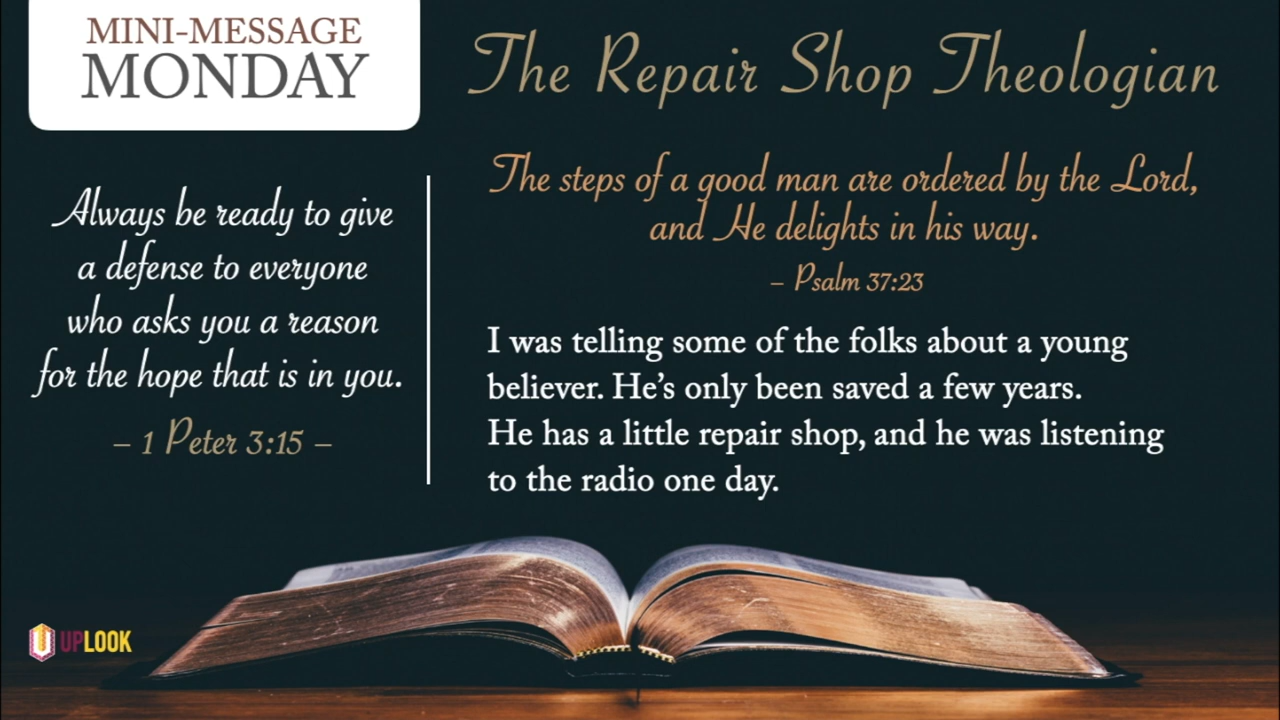 MINI-MESSAGE
MONDAY
The Repair Shop Theologian
Always be ready to give
a defense to everyone
who asks you a reason
for the hope that is in you.
– 1 Peter 3:15 –
The steps of a good man are ordered by the Lord,
and He delights in his way.
– Psalm 37:23
I was telling some of the folks about a young
believer. He’s only been saved a few years.
He has a little repair shop, and he was listening
to the radio one day.
UPLOOK